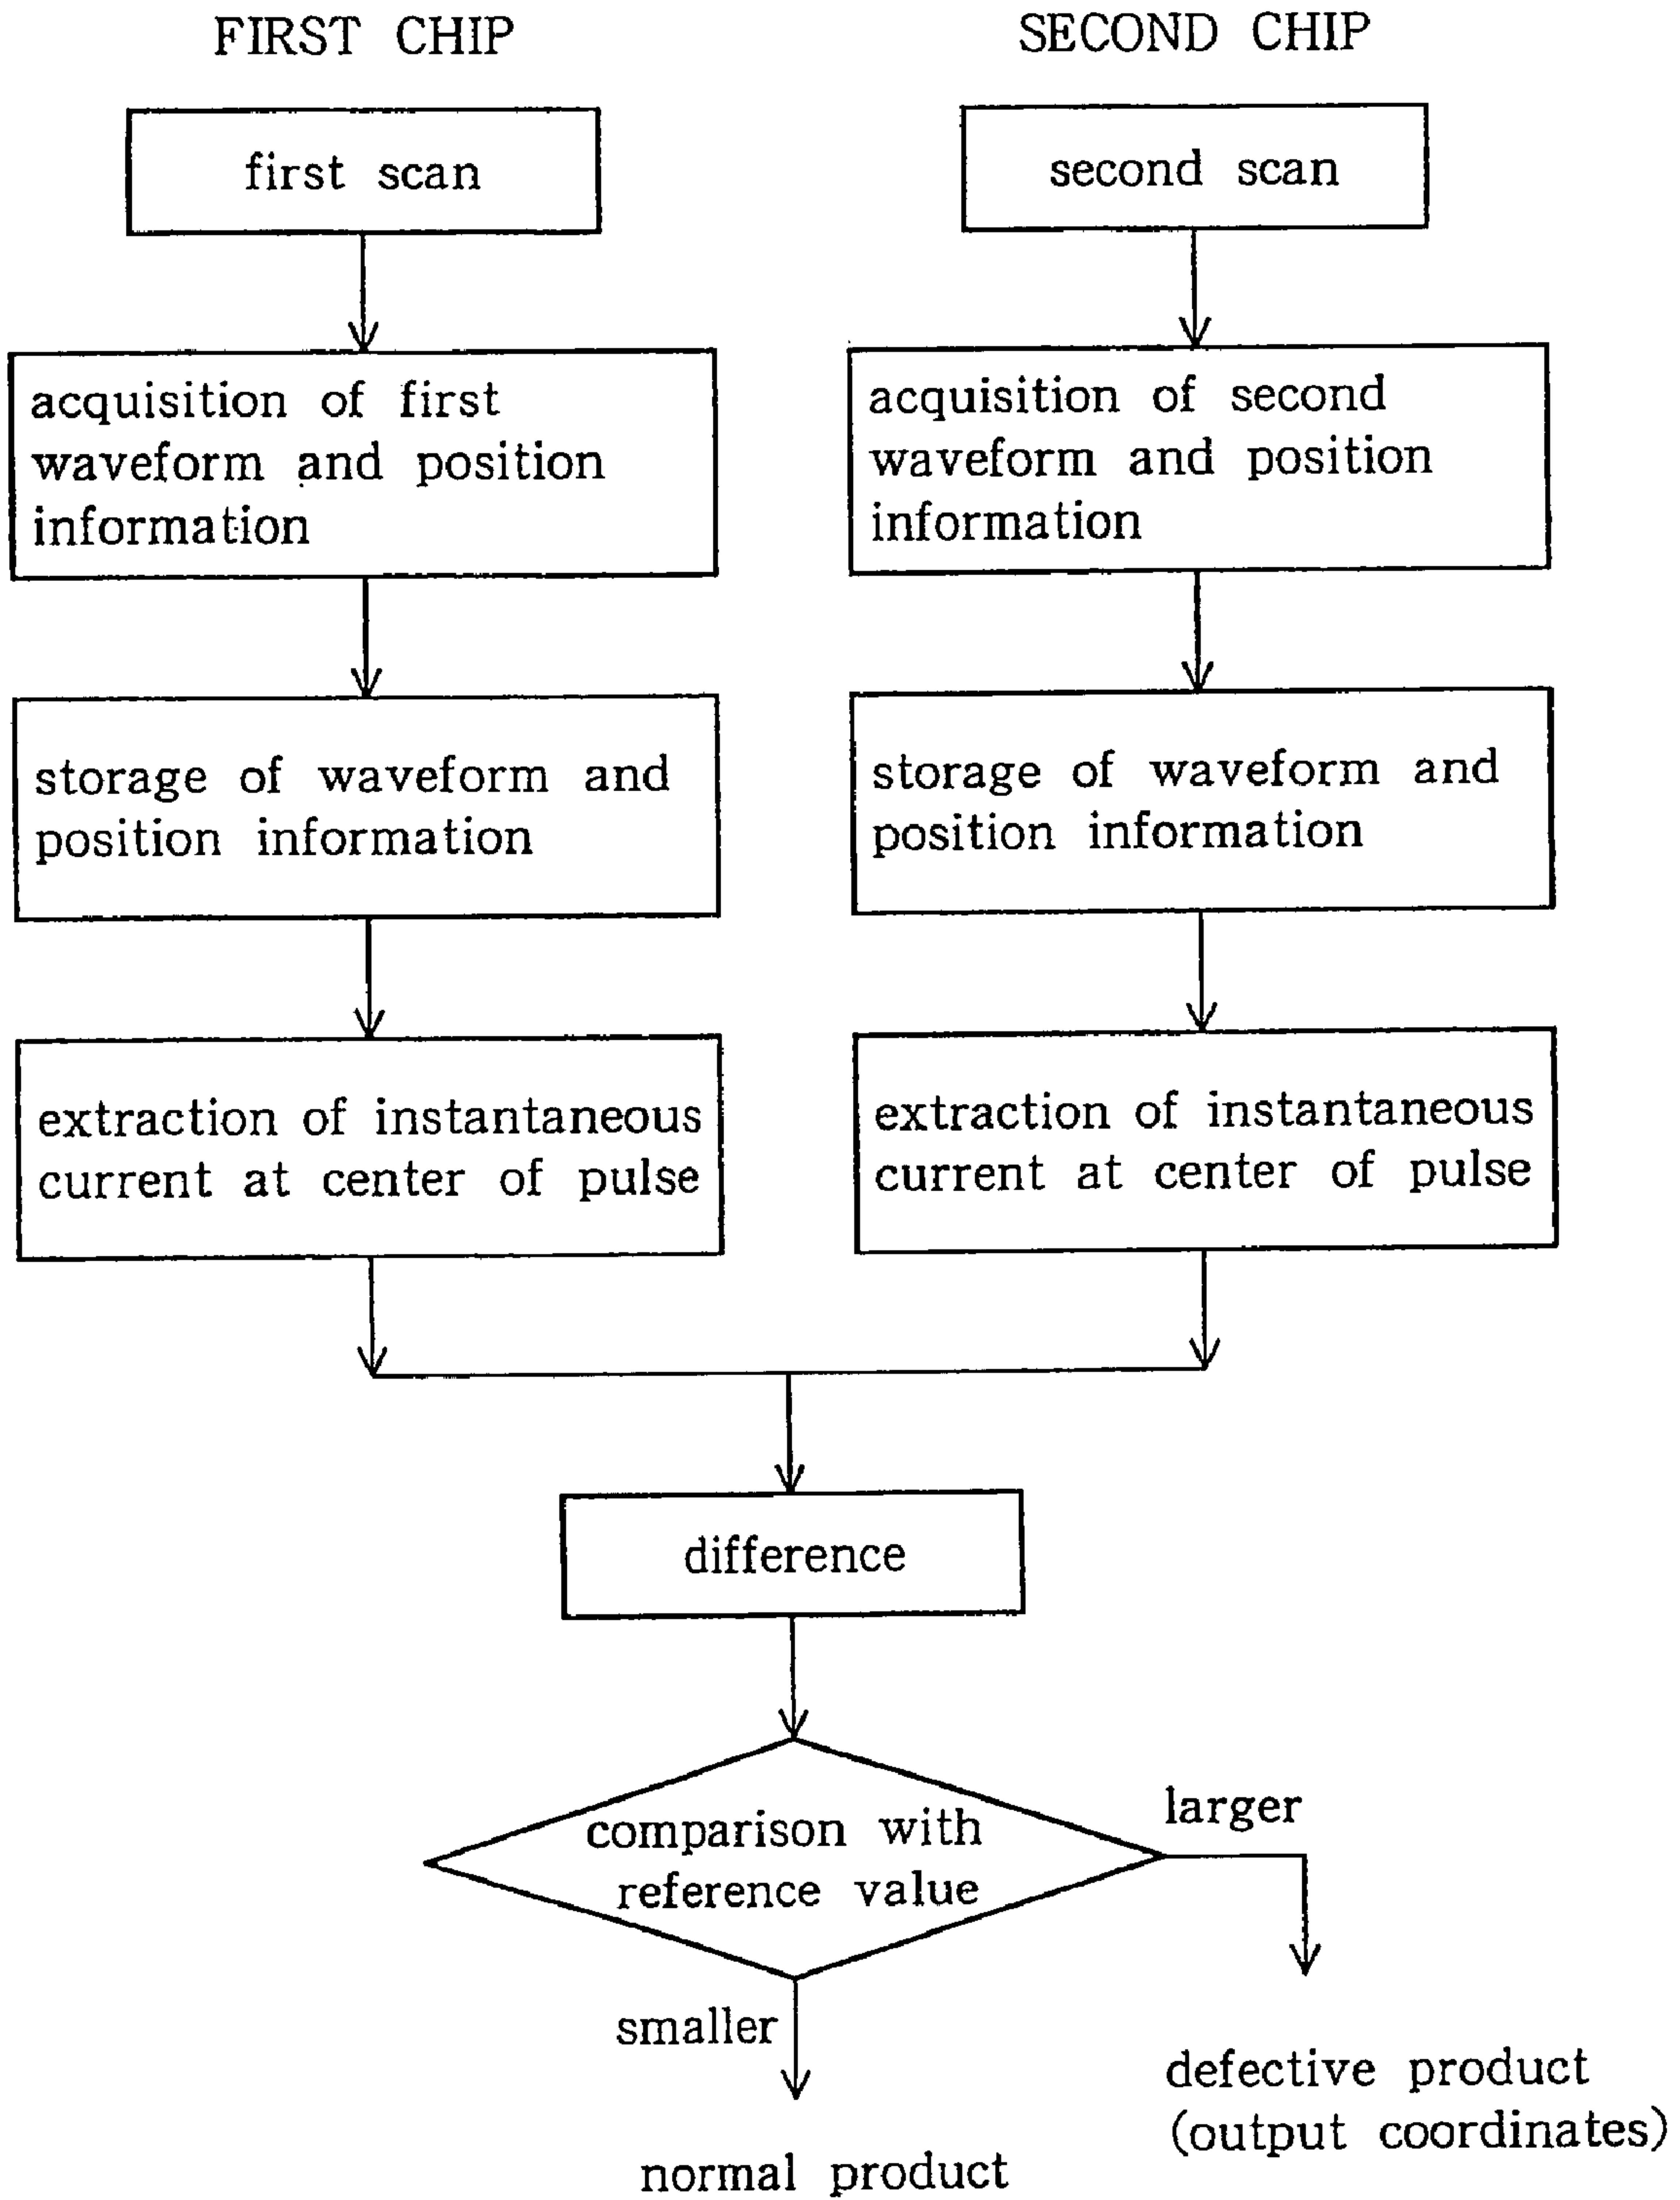 FIRST CHIP
first scan
acquisition of first
waveform and position
information
storage of waveform and
position information
extraction of instantaneous
current at center of pulse
SECOND CHIP
second scan
acquisition of second
waveform and position
information
storage of waveform and
position information
extraction of instantaneous
current at center of pulse
difference
comparison with
reference value
larger
smaller
defective product
(output coordinates)
normal product